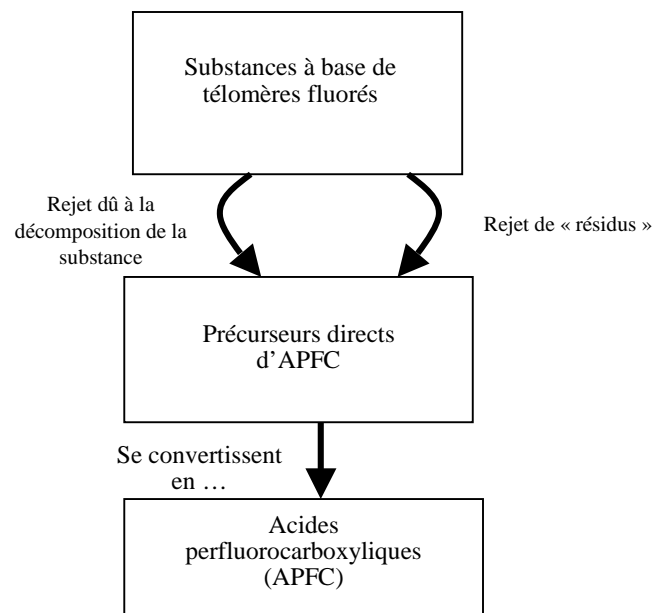 Substances à base de
télomères fluorés
Rejet dû à la
décomposition de la
substance
Rejet de « résidus »
Précurseurs directs
d’APFC
Se convertissent
en …
Acides
perfluorocarboxyliques
(APFC)